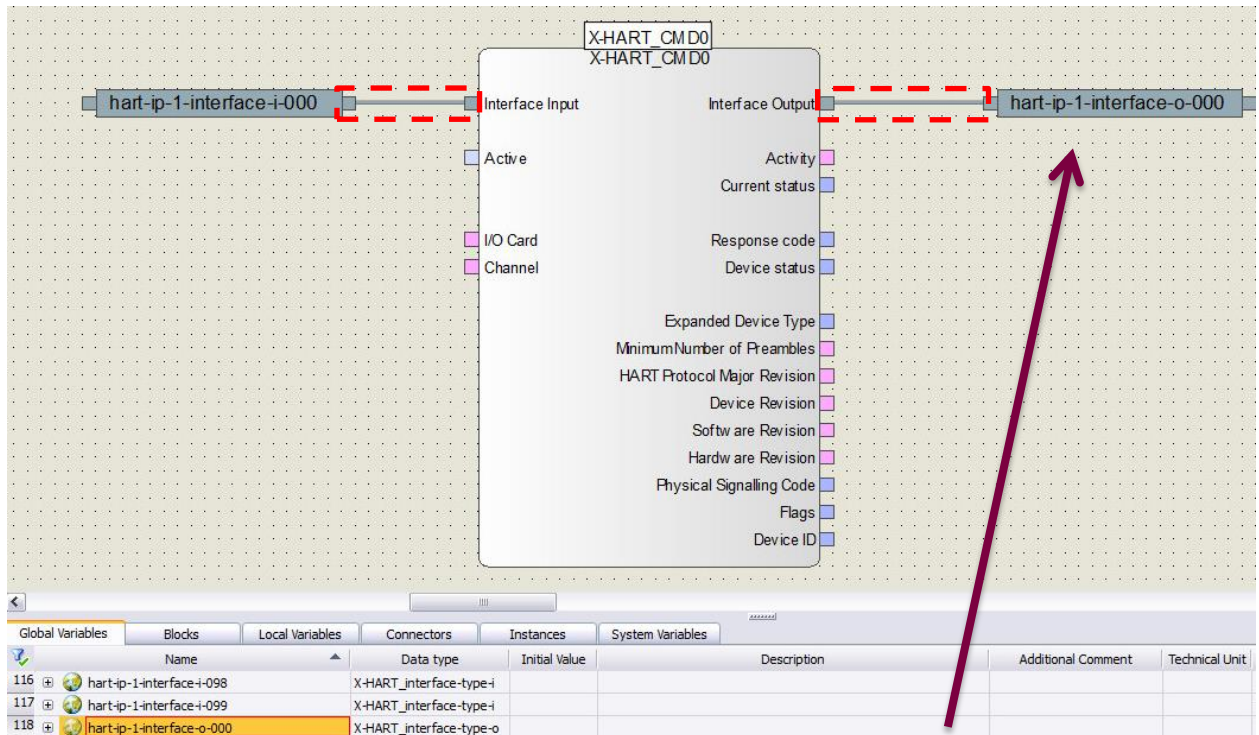 X-HART_CMD0
X-HART_CMD0
hart-ip-1-interface-i-000
Interface Input
Interface Output
hart-ip-1-interface-o-000
Active
Activity
Current status
I/O Card
Response code
Channel
Device status
Expanded Device Type
Minimum Number of Preambles
HART Protocol Major Revision
Device Revision
Software Revision
Hardware Revision
Physical Signalling Code
Flags
Device ID
Global Variables Blocks Local Variables Connectors Instances System Variables
Name Data type Initial Value Description Additional Comment Technical Unit
116 hart-ip-1-interface-i-098 X-HART_interface-type-i
117 hart-ip-1-interface-i-099 X-HART_interface-type-i
118 hart-ip-1-interface-o-000 X-HART_interface-type-o